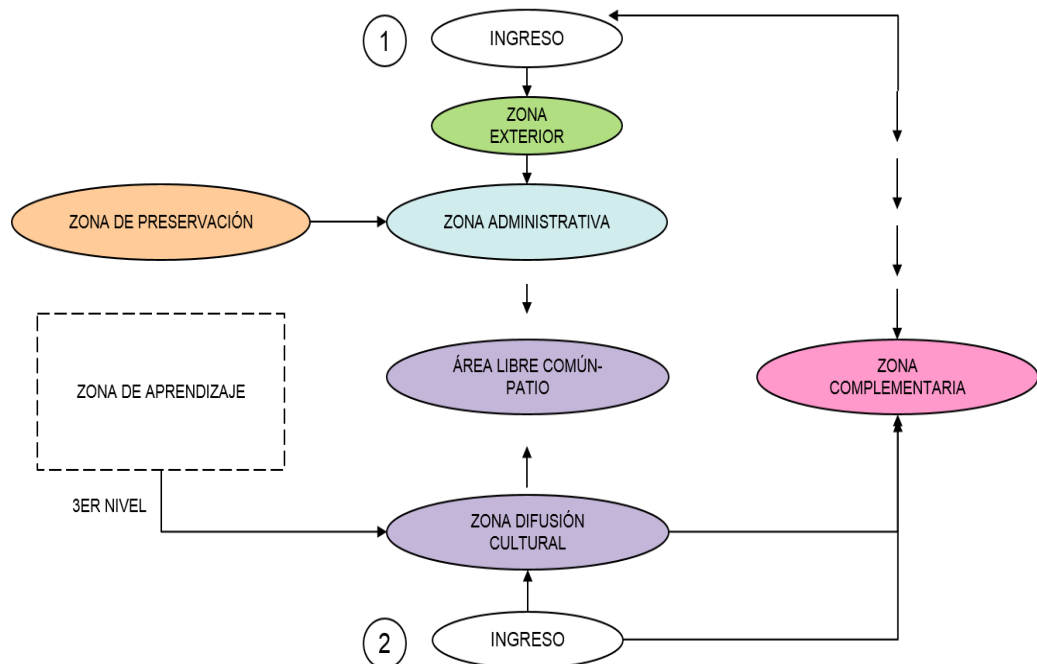 1
INGRESO
ZONA
EXTERIOR
ZONA DE PRESERVACIÓN
ZONA ADMINISTRATIVA
ÁREA LIBRE COMÚN-
PATIO
ZONA
COMPLEMENTARIA
ZONA DE APRENDIZAJE
3ER NIVEL
ZONA DIFUSIÓN
CULTURAL
2
INGRESO